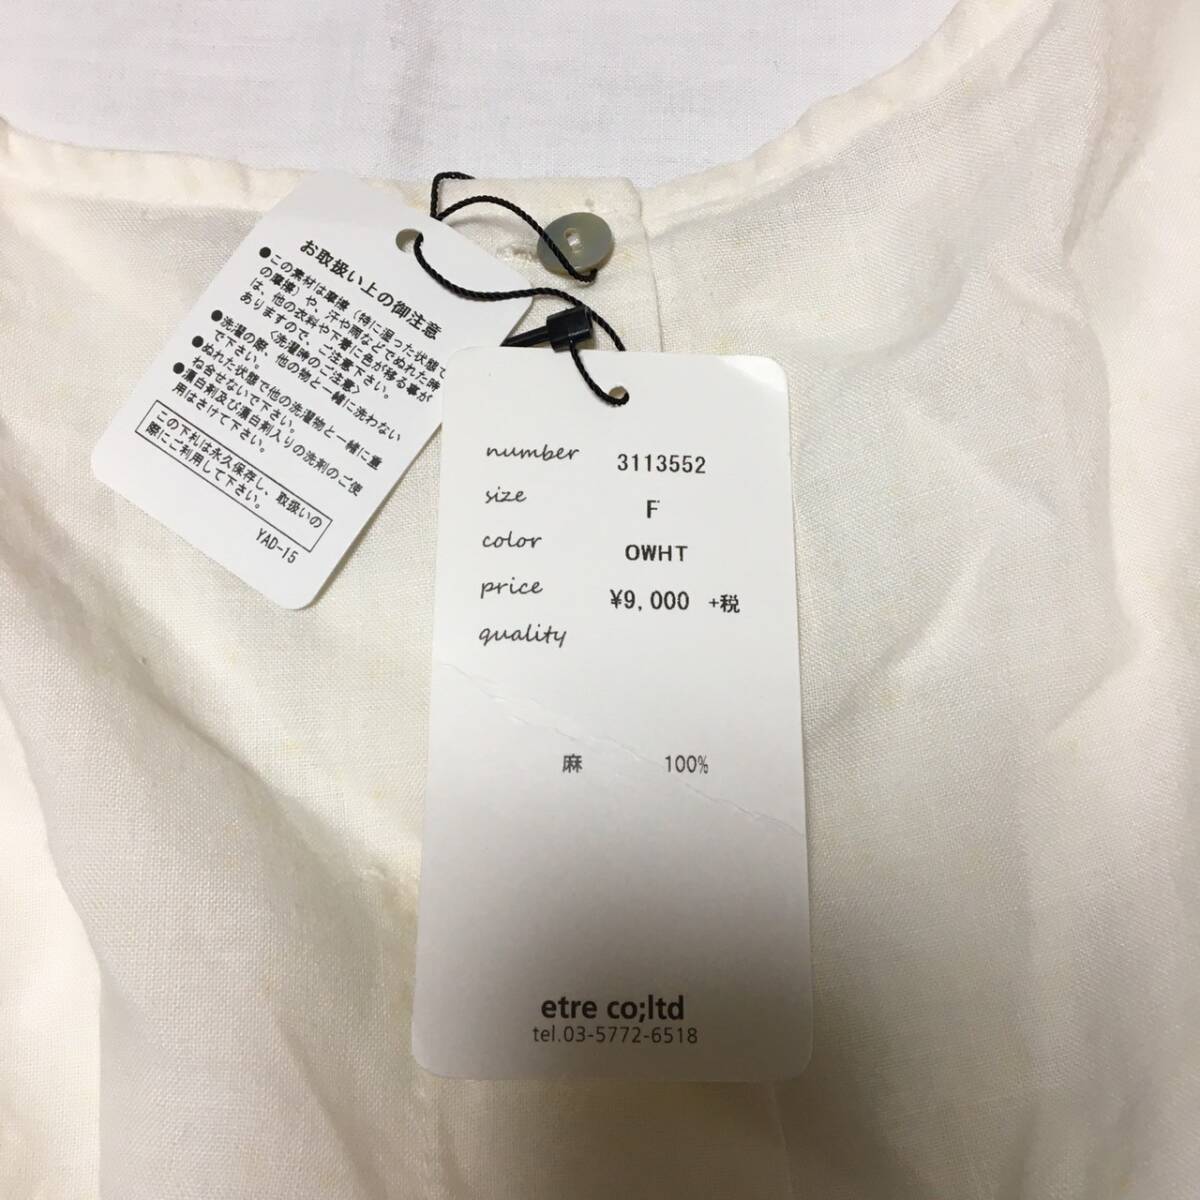 お取扱い上の御注意
●この素材は摩擦（特に湿った状態で
の摩擦）や、汗や雨などでぬれた時
は、他の衣料や下着に色が移る事が
ありますので、ご注意下さい。
〈洗濯時のご注意〉
●洗濯の際、他の物と一緒に洗わない
で下さい。
●ぬれた状態で他の洗濯物と一緒に重
ね合せないで下さい。
●漂白剤及び漂白剤入りの洗剤のご使
用はさけて下さい。
この下札は永久保存し、取扱いの
際にご利用して下さい。
YAD-15
number 3113552
size F
color OWHT
price ¥9,000 +税
quality
麻 100%
etre co;ltd
tel.03-5772-6518